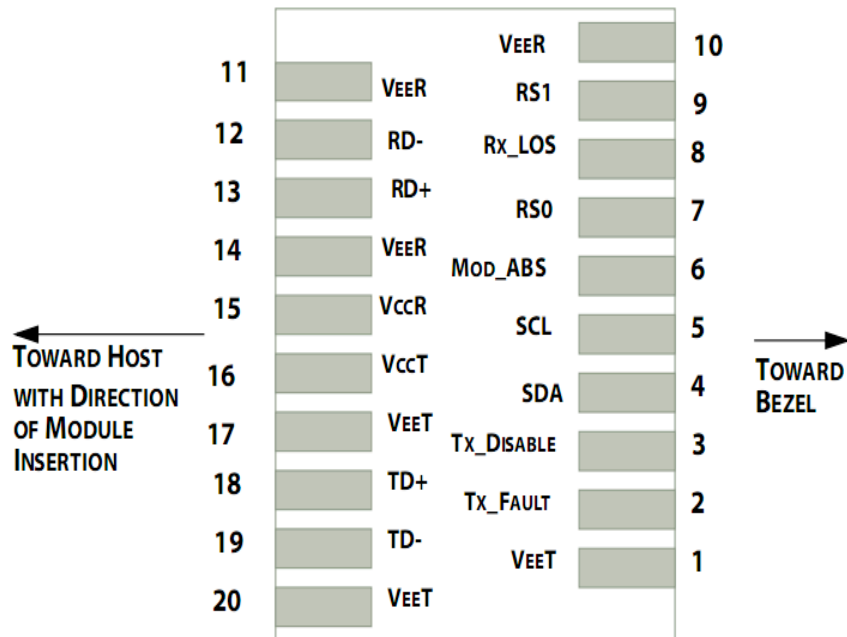 11 VEER
12 RD-
13 RD+
14 VEER
15 VCCR
16 VCCT
17 VEET
18 TD+
19 TD-
20 VEET
VEER 10
RS1 9
RX_LOS 8
RS0 7
MOD_ABS 6
SCL 5
SDA 4
TX_DISABLE 3
TX_FAULT 2
VEET 1
TOWARD HOST
WITH DIRECTION
OF MODULE
INSERTION
TOWARD
BEZEL